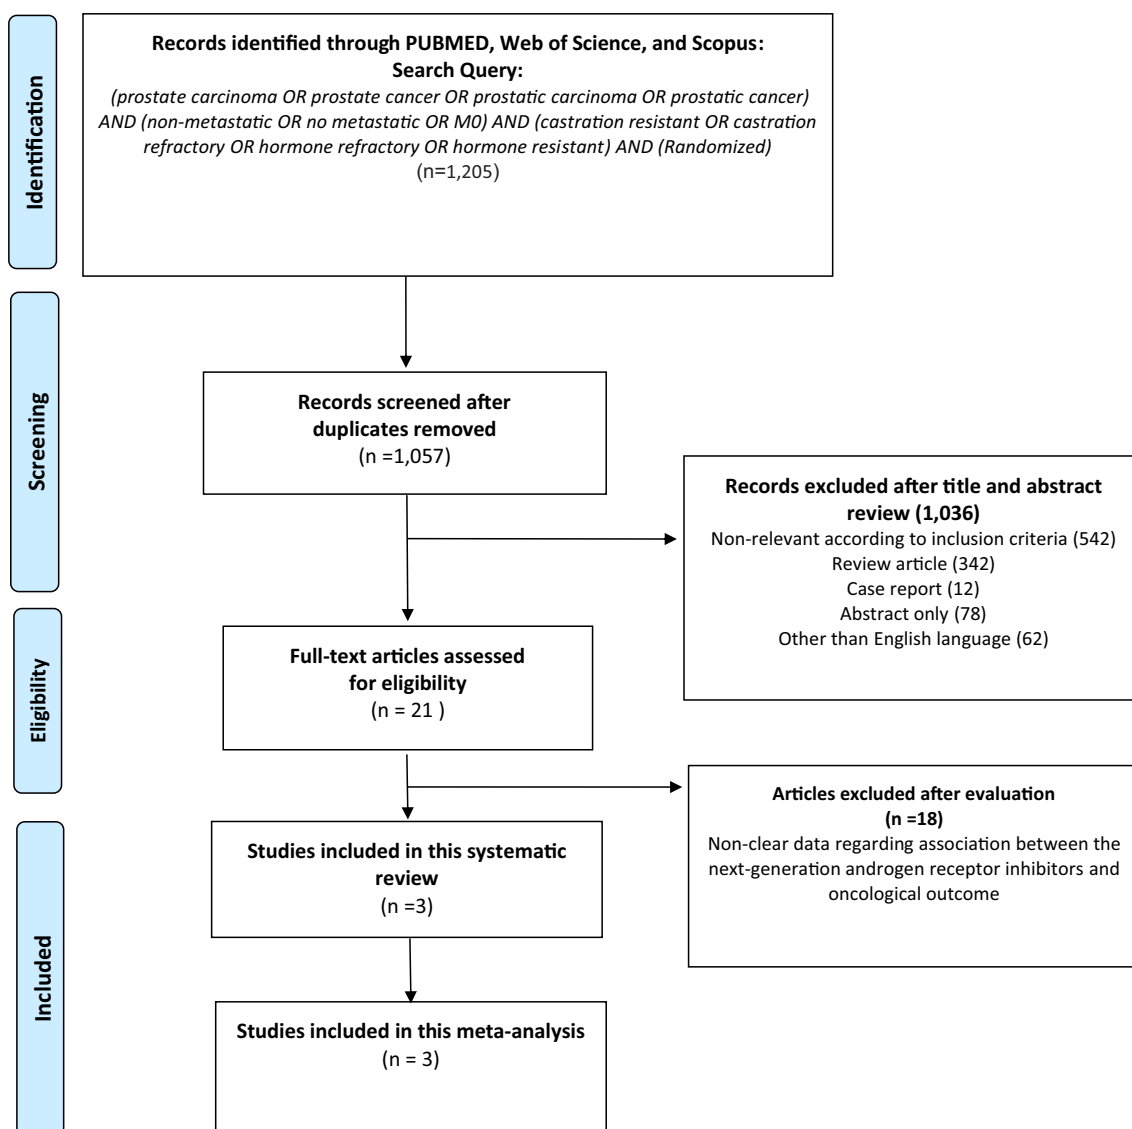 Identification
Records identified through PUBMED, Web of Science, and Scopus:
Search Query:
(prostate carcinoma OR prostate cancer OR prostatic carcinoma OR prostatic cancer)
AND (non-metastatic OR no metastatic OR M0) AND (castration resistant OR castration
refractory OR hormone refractory OR hormone resistant) AND (Randomized)
(n=1,205)
Screening
Records screened after
duplicates removed
(n =1,057)
Records excluded after title and abstract
review (1,036)
Non-relevant according to inclusion criteria (542)
Review article (342)
Case report (12)
Abstract only (78)
Other than English language (62)
Eligibility
Full-text articles assessed
for eligibility
(n = 21 )
Articles excluded after evaluation
(n =18)
Non-clear data regarding association between the
next-generation androgen receptor inhibitors and
oncological outcome
Included
Studies included in this systematic
review
(n =3)
Studies included in this meta-analysis
(n = 3)